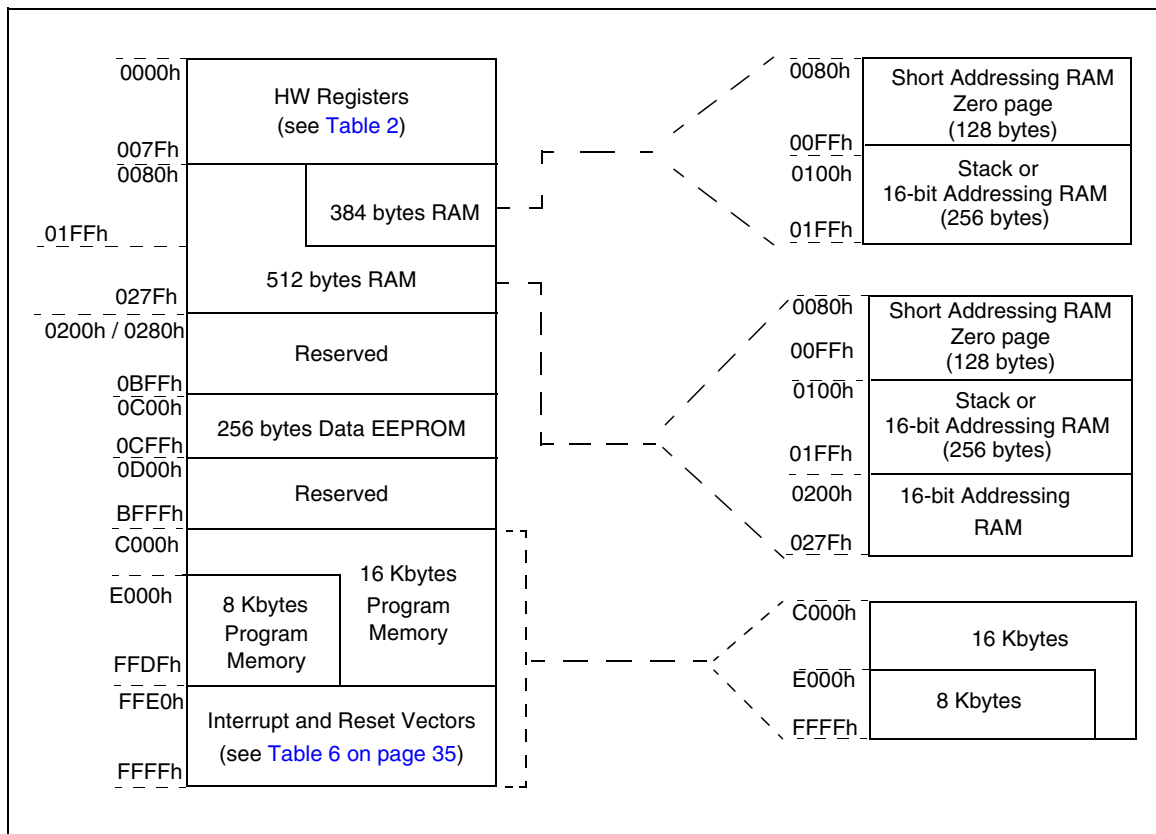 0000h
HW Registers
(see Table 2)
007Fh
0080h
384 bytes RAM
01FFh
512 bytes RAM
027Fh
0200h / 0280h
Reserved
0BFFh
0C00h
256 bytes Data EEPROM
0CFFh
0D00h
Reserved
BFFFh
C000h
16 Kbytes
Program
Memory
E000h
8 Kbytes
Program
Memory
FFDFh
FFE0h
Interrupt and Reset Vectors
(see Table 6 on page 35)
FFFFh
0080h
Short Addressing RAM
Zero page
(128 bytes)
00FFh
0100h
Stack or
16-bit Addressing RAM
(256 bytes)
01FFh
0080h
Short Addressing RAM
Zero page
(128 bytes)
00FFh
0100h
Stack or
16-bit Addressing RAM
(256 bytes)
01FFh
0200h
16-bit Addressing
RAM
027Fh
C000h
16 Kbytes
E000h
8 Kbytes
FFFFh